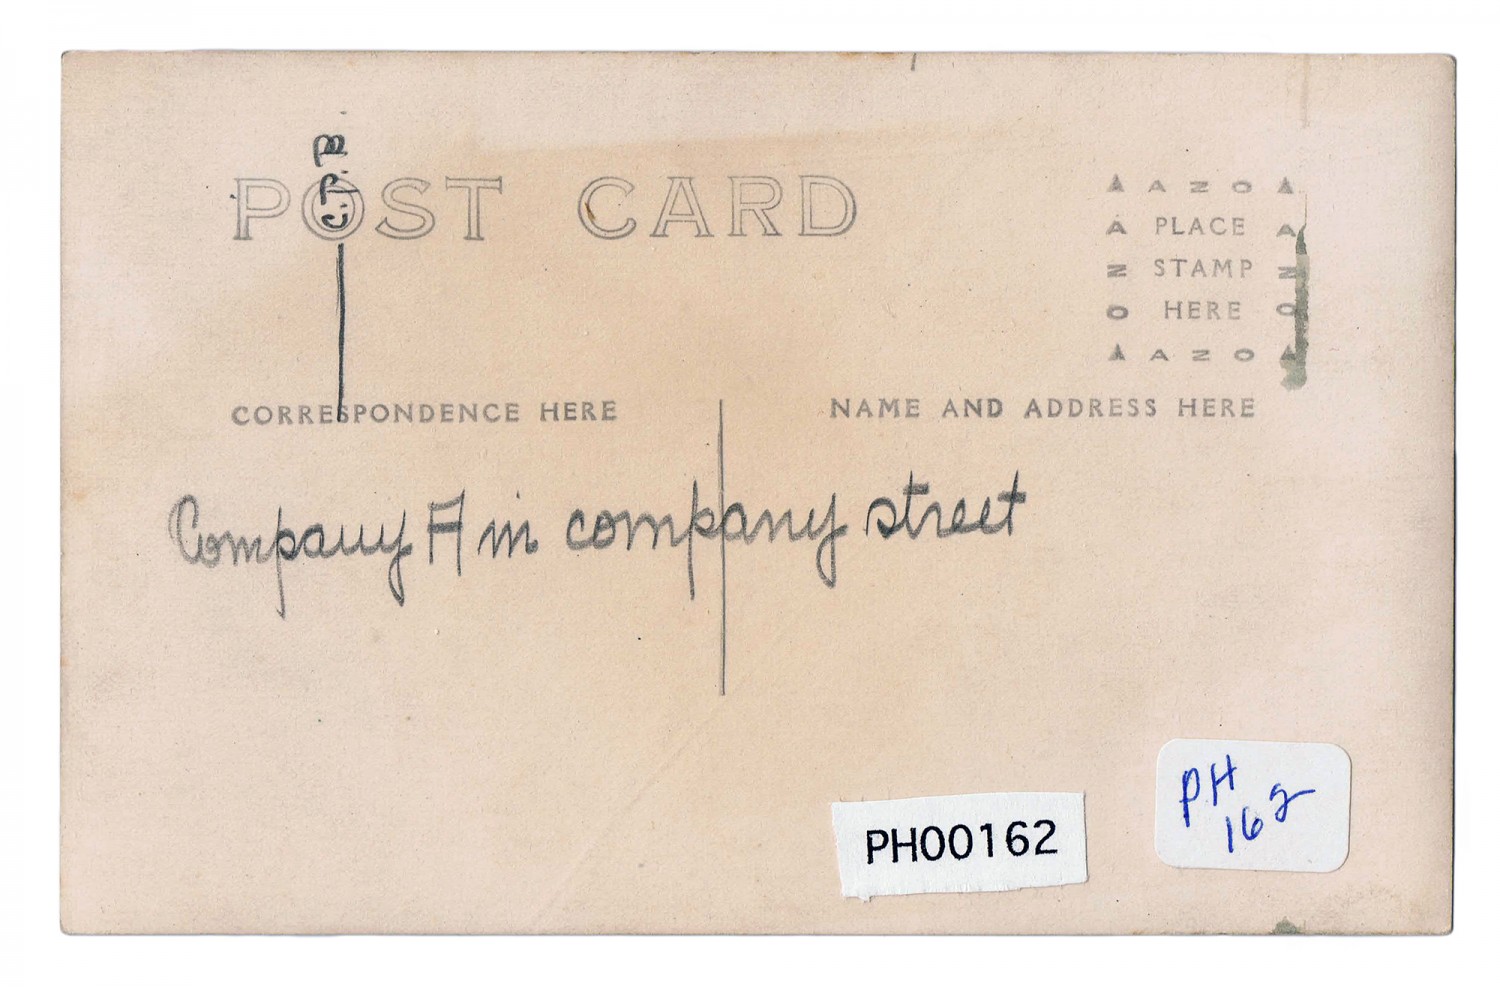 C.P.B
POST CARD
▲ AZO ▲
A PLACE A
N STAMP N
O HERE O
▲ AZO ▲
CORRESPONDENCE HERE
NAME AND ADDRESS HERE
Company A in company street
PH00162
PH
162